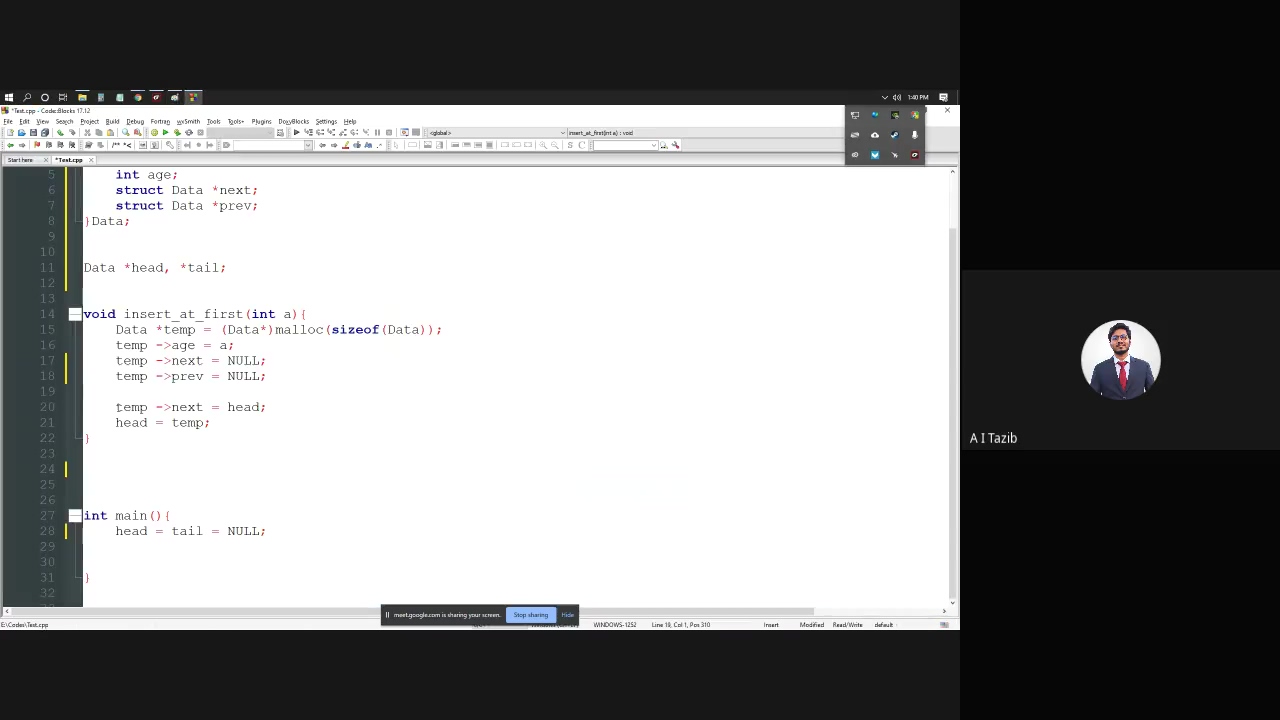 1:40 PM
*Test.cpp - Code::Blocks 17.12
File Edit View Search Project Build Debug Fortran wxSmith Tools Tools+ Plugins DoxyBlocks Settings Help
<global> insert_at_first(int a) : void
Start here *Test.cpp
5 int age;
6 struct Data *next;
7 struct Data *prev;
8 }Data;
9
10
11 Data *head, *tail;
12
13
14 void insert_at_first(int a){
15 Data *temp = (Data*)malloc(sizeof(Data));
16 temp ->age = a;
17 temp ->next = NULL;
18 temp ->prev = NULL;
19
20 temp ->next = head;
21 head = temp;
22 }
23
24
25
26
27 int main(){
28 head = tail = NULL;
29
30
31 }
32
meet.google.com is sharing your screen. Stop sharing Hide
E:\Codes\Test.cpp WINDOWS-1252 Line 19, Col 1, Pos 310 Insert Modified Read/Write default
A I Tazib